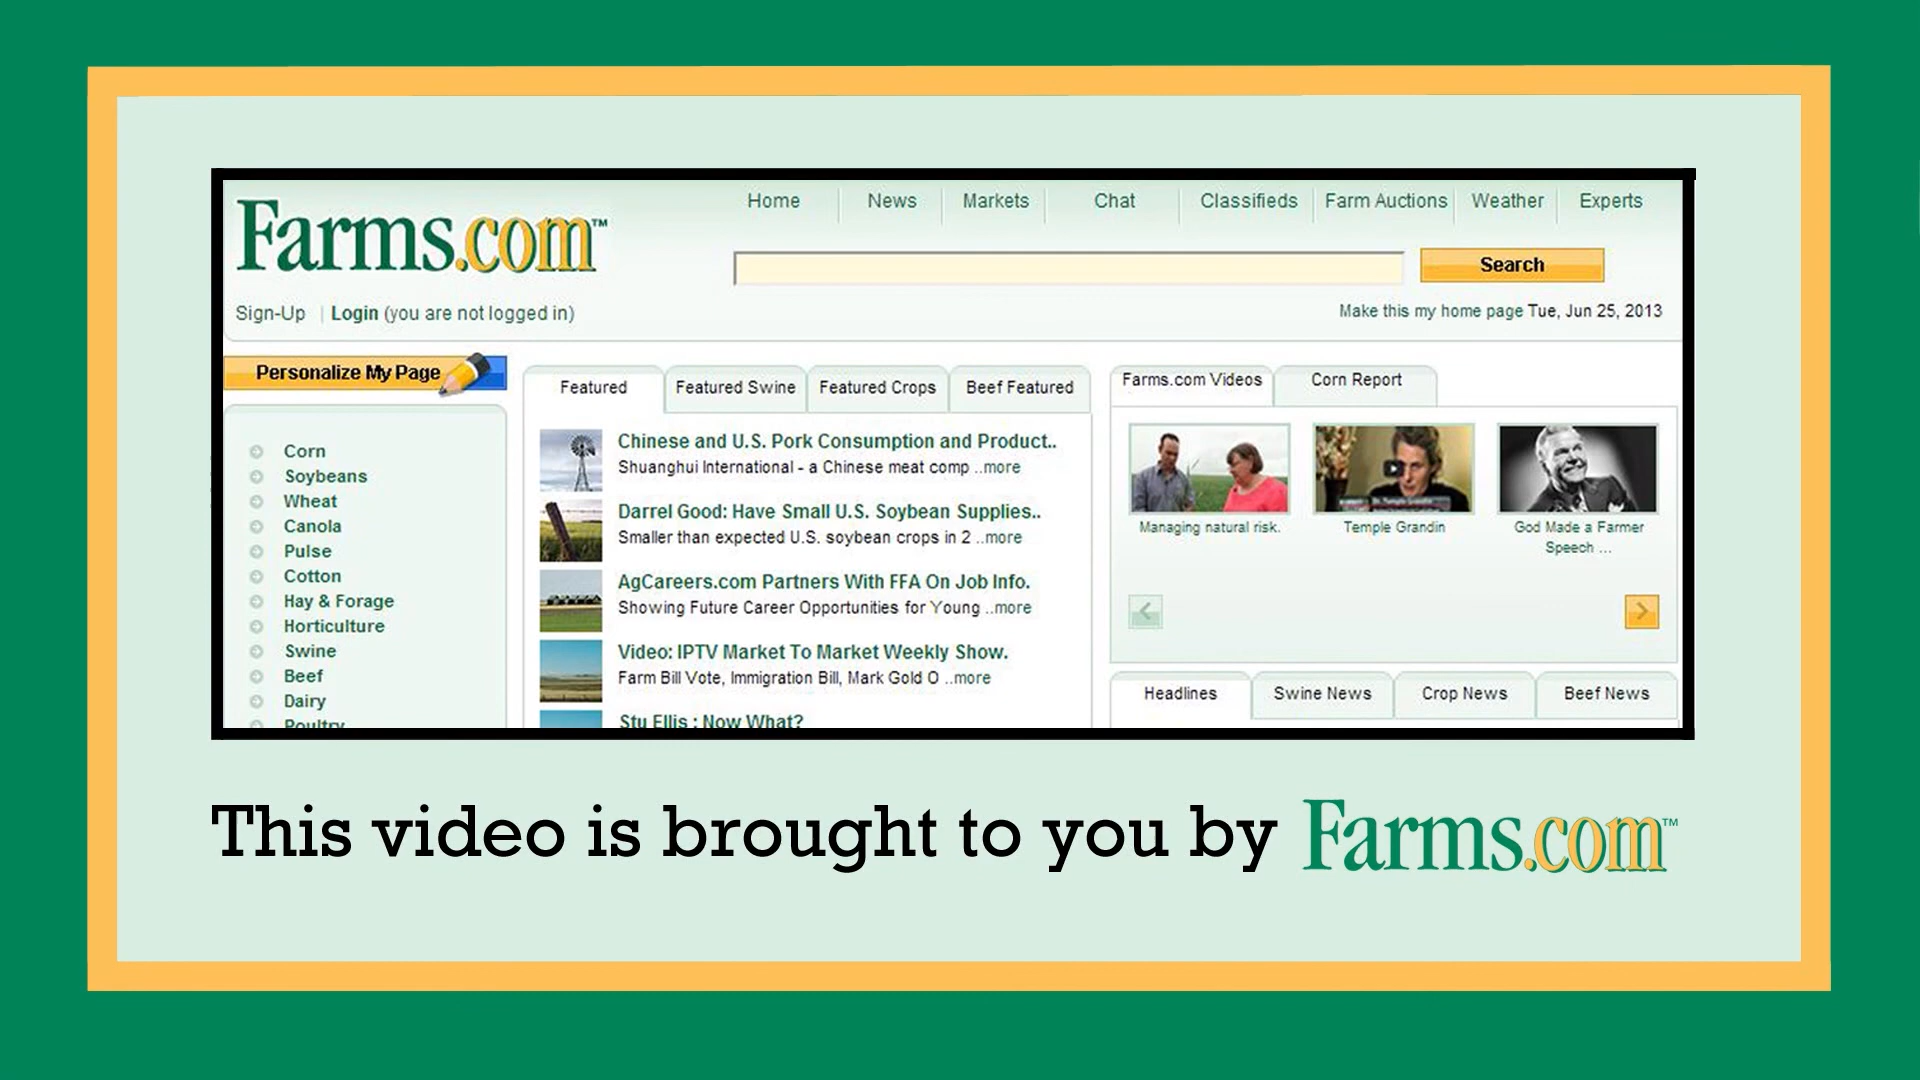 Farms.com™
Home
News
Markets
Chat
Classifieds
Farm Auctions
Weather
Experts
Search
Sign-Up | Login (you are not logged in)
Make this my home page Tue, Jun 25, 2013
Personalize My Page
Corn
Soybeans
Wheat
Canola
Pulse
Cotton
Hay & Forage
Horticulture
Swine
Beef
Dairy
Poultry
Featured
Featured Swine
Featured Crops
Beef Featured
Chinese and U.S. Pork Consumption and Product..
Shuanghui International - a Chinese meat comp ..more
Darrel Good: Have Small U.S. Soybean Supplies..
Smaller than expected U.S. soybean crops in 2 ..more
AgCareers.com Partners With FFA On Job Info.
Showing Future Career Opportunities for Young ..more
Video: IPTV Market To Market Weekly Show.
Farm Bill Vote, Immigration Bill, Mark Gold O ..more
Stu Ellis : Now What?
Farms.com Videos
Corn Report
Managing natural risk.
Temple Grandin
God Made a Farmer
Speech ...
Headlines
Swine News
Crop News
Beef News
This video is brought to you by Farms.com™